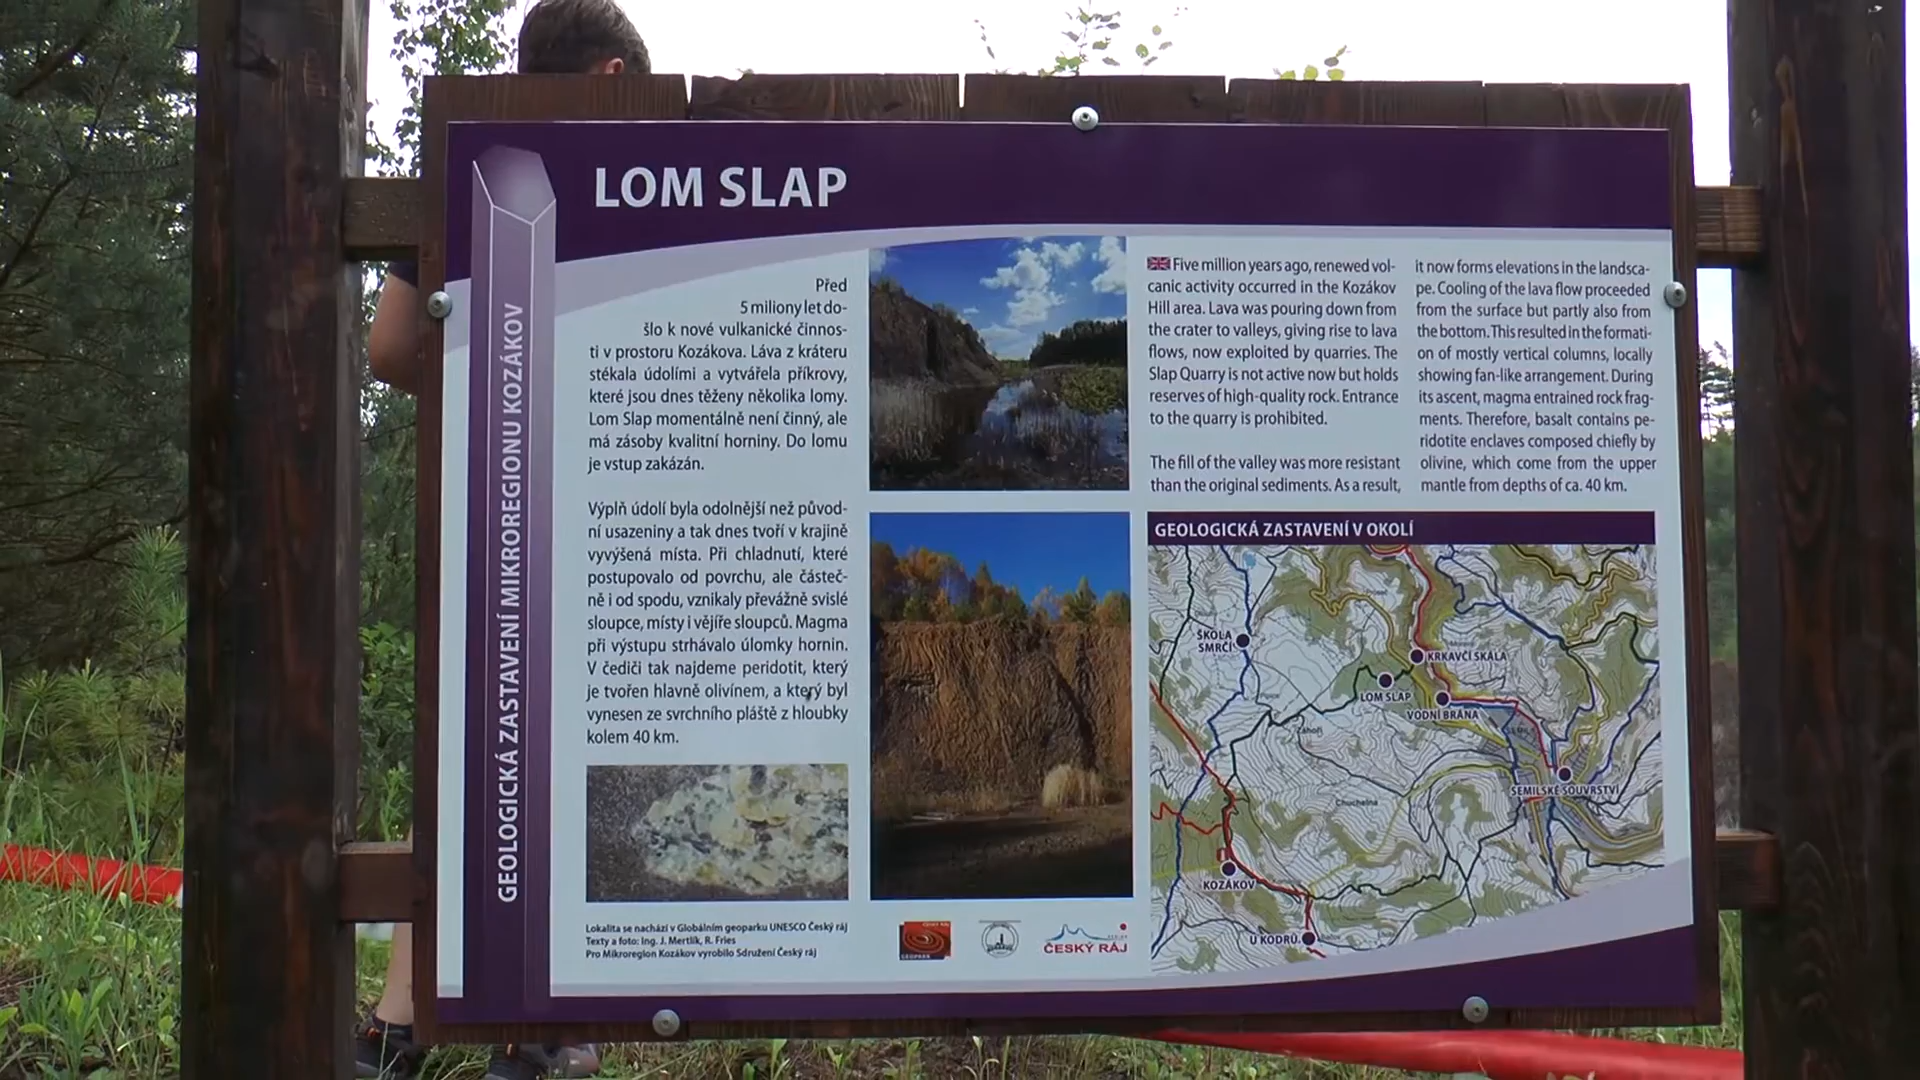 LOM SLAP
GEOLOGICKÁ ZASTAVENÍ MIKROREGIONU KOZÁKOV
Před
5 miliony let do-
šlo k nové vulkanické činnos-
ti v prostoru Kozákova. Láva z kráteru
stékala údolími a vytvářela příkrovy,
které jsou dnes těženy několika lomy.
Lom Slap momentálně není činný, ale
má zásoby kvalitní horniny. Do lomu
je vstup zakázán.
Výplň údolí byla odolnější než původ-
ní usazeniny a tak dnes tvoří v krajině
vyvýšená místa. Při chladnutí, které
postupovalo od povrchu, ale částeč-
ně i od spodu, vznikaly převážně svislé
sloupce, místy i vějíře sloupců. Magma
při výstupu strhávalo úlomky hornin.
V čediči tak najdeme peridotit, který
je tvořen hlavně olivínem, a který byl
vynesen ze svrchního pláště z hloubky
kolem 40 km.
Lokalita se nachází v Globálním geoparku UNESCO Český ráj
Texty a foto: Ing. J. Mertlík, R. Fries
Pro Mikroregion Kozákov vyrobilo Sdružení Český ráj
GEOPARK
ČESKÝ RÁJ
Five million years ago, renewed vol-
canic activity occurred in the Kozákov
Hill area. Lava was pouring down from
the crater to valleys, giving rise to lava
flows, now exploited by quarries. The
Slap Quarry is not active now but holds
reserves of high-quality rock. Entrance
to the quarry is prohibited.
The fill of the valley was more resistant
than the original sediments. As a result,
it now forms elevations in the landsca-
pe. Cooling of the lava flow proceeded
from the surface but partly also from
the bottom. This resulted in the formati-
on of mostly vertical columns, locally
showing fan-like arrangement. During
its ascent, magma entrained rock frag-
ments. Therefore, basalt contains pe-
ridotite enclaves composed chiefly by
olivine, which come from the upper
mantle from depths of ca. 40 km.
GEOLOGICKÁ ZASTAVENÍ V OKOLÍ
ŠKOLA
SMRČÍ
KRKAVČÍ SKÁLA
LOM SLAP
VODNÍ BRÁNA
Záhoří
SEMILSKÉ SOUVRSTVÍ
Chuchelna
KOZÁKOV
U KODRŮ